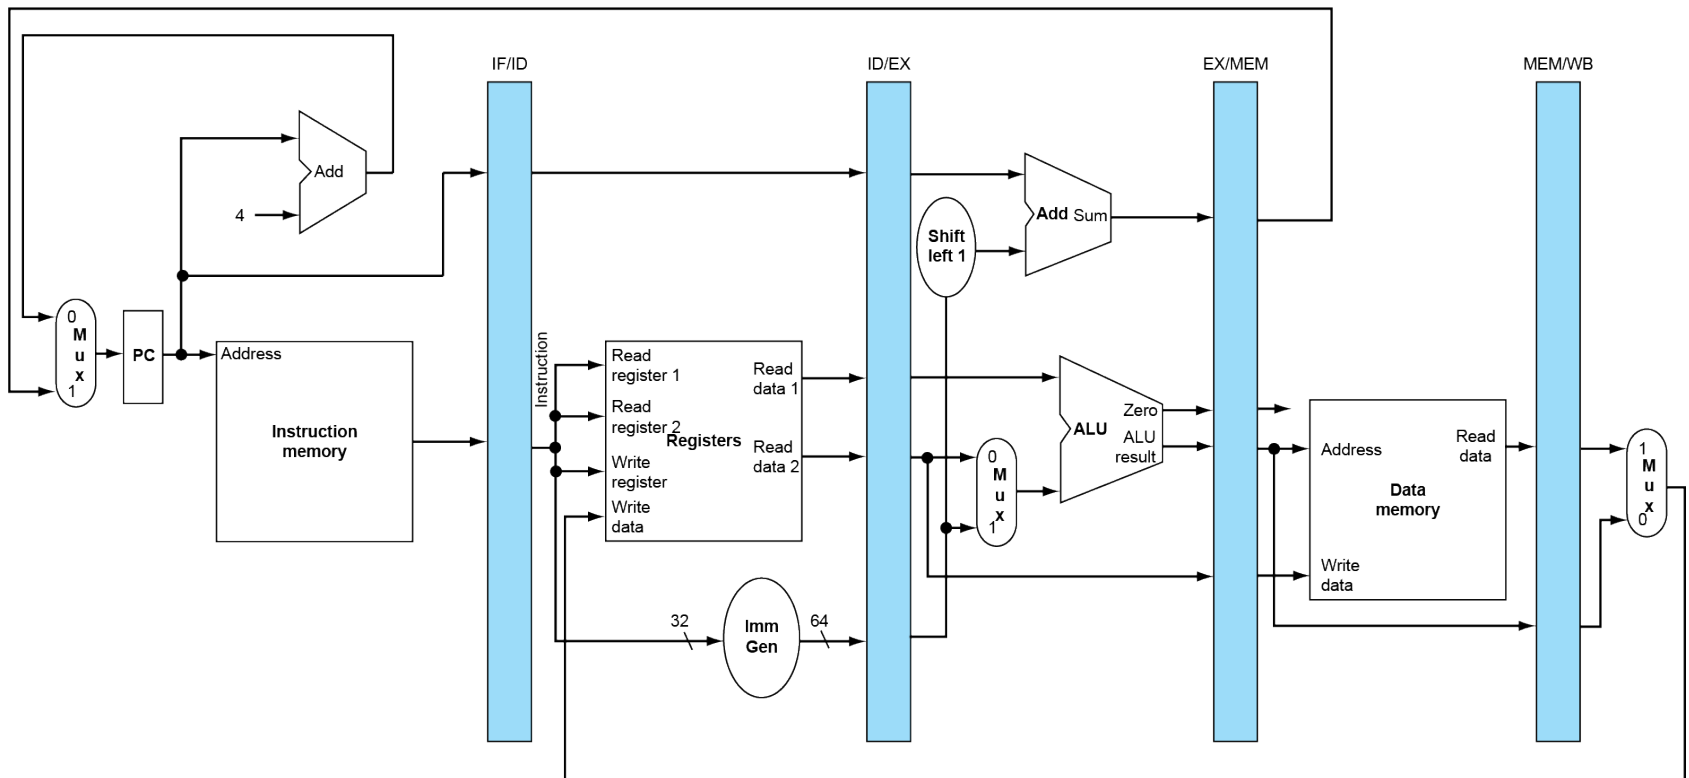 IF/ID
ID/EX
EX/MEM
MEM/WB
Add
4
Shift
left 1
Add Sum
0
M
u
x
1
PC
Address
Instruction
memory
Instruction
Read
register 1
Read
register 2
Write
register
Write
data
Registers
Read
data 1
Read
data 2
32
Imm
Gen
64
0
M
u
x
1
ALU
Zero
ALU
result
Address
Read
data
Data
memory
Write
data
1
M
u
x
0